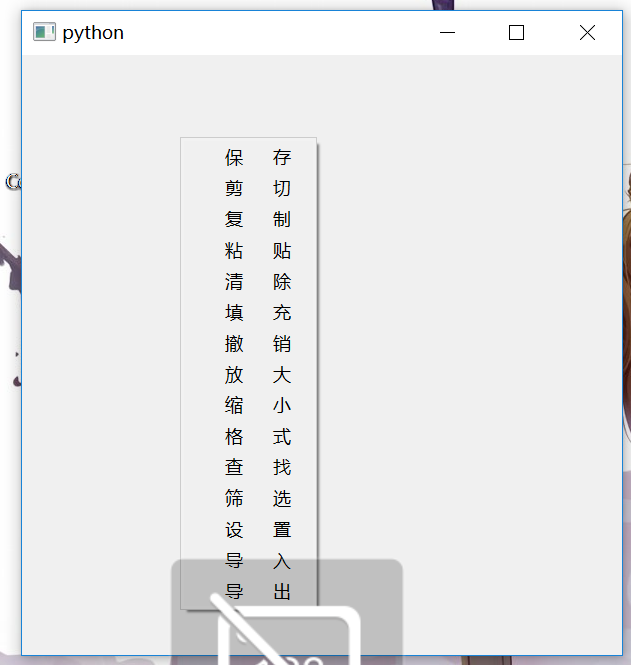 python
保 存
剪 切
复 制
粘 贴
清 除
填 充
撤 销
放 大
缩 小
格 式
查 找
筛 选
设 置
导 入
导 出